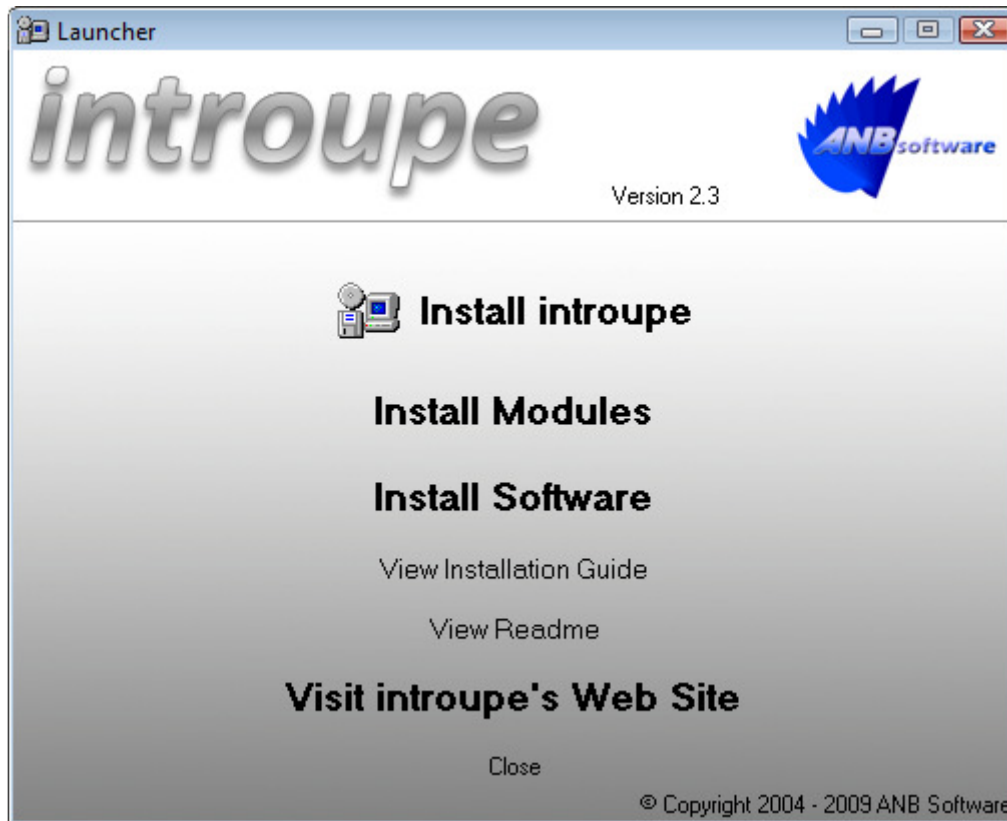 Launcher
introupe
ANB software
Version 2.3
Install introupe
Install Modules
Install Software
View Installation Guide
View Readme
Visit introupe's Web Site
Close
© Copyright 2004 - 2009 ANB Software